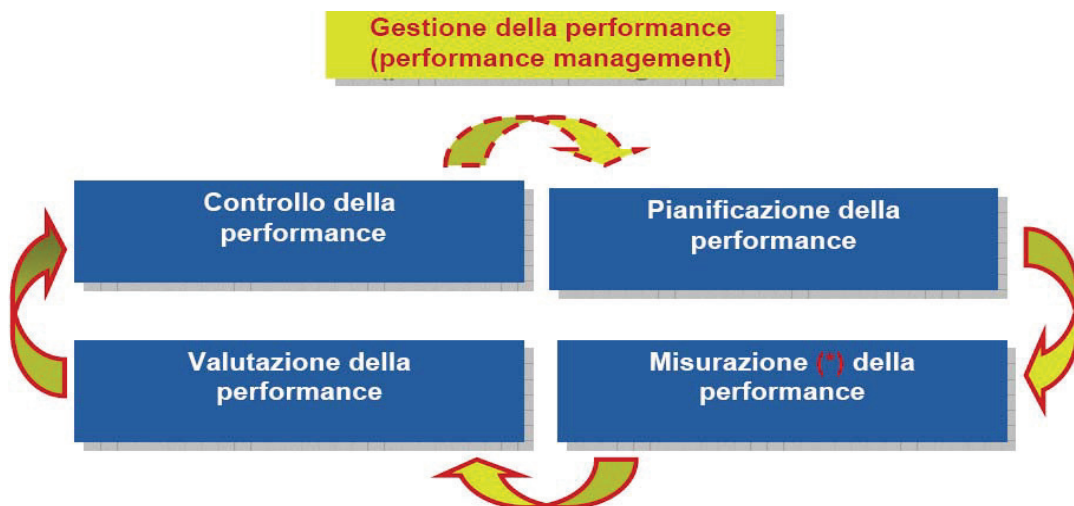 Gestione della performance
(performance management)
Controllo della
performance
Pianificazione della
performance
Valutazione della
performance
Misurazione (*) della
performance